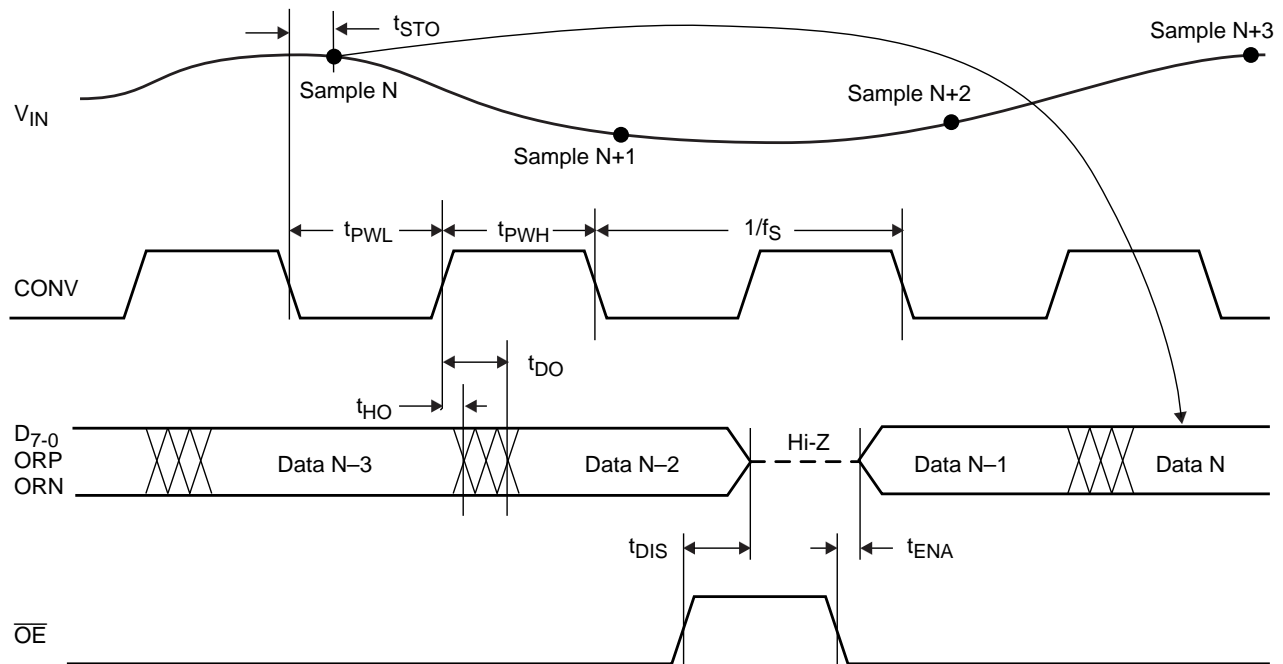 tSTO
Sample N+3
Sample N
Sample N+2
VIN
Sample N+1
tPWL
tPWH
1/fS
CONV
tDO
tHO
D7-0
ORP
ORN
Hi-Z
Data N–3
Data N–2
Data N–1
Data N
tDIS
tENA
OE